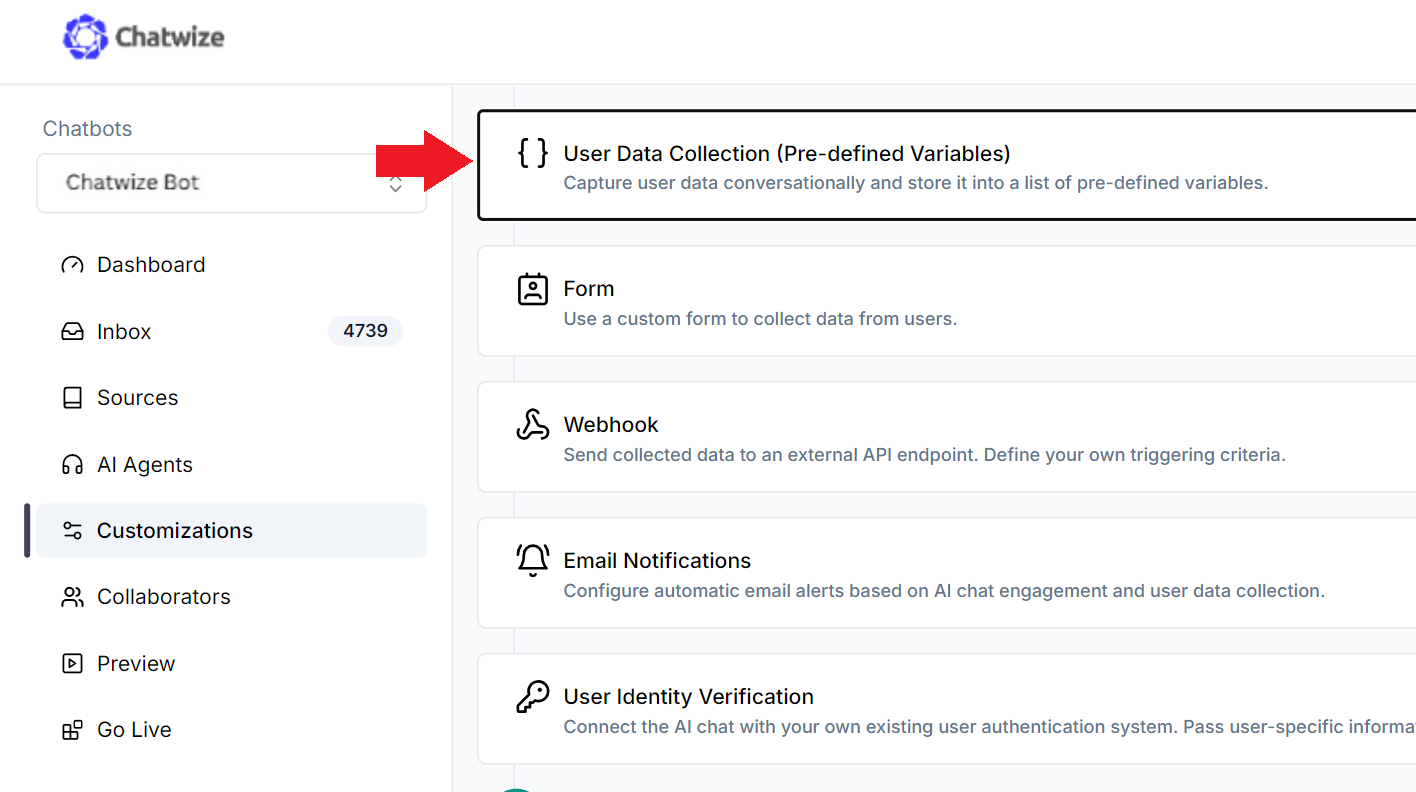 Chatwize
Chatbots
Chatwize Bot
Dashboard
Inbox
4739
Sources
AI Agents
Customizations
Collaborators
Preview
Go Live
{ } User Data Collection (Pre-defined Variables)
Capture user data conversationally and store it into a list of pre-defined variables.
Form
Use a custom form to collect data from users.
Webhook
Send collected data to an external API endpoint. Define your own triggering criteria.
Email Notifications
Configure automatic email alerts based on AI chat engagement and user data collection.
User Identity Verification
Connect the AI chat with your own existing user authentication system. Pass user-specific informa